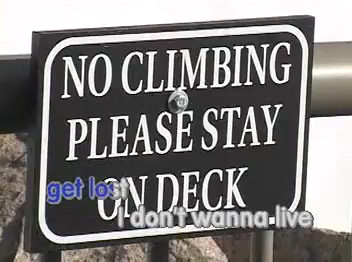 NO CLIMBING
PLEASE STAY
ON DECK
get lost
I don't wanna live